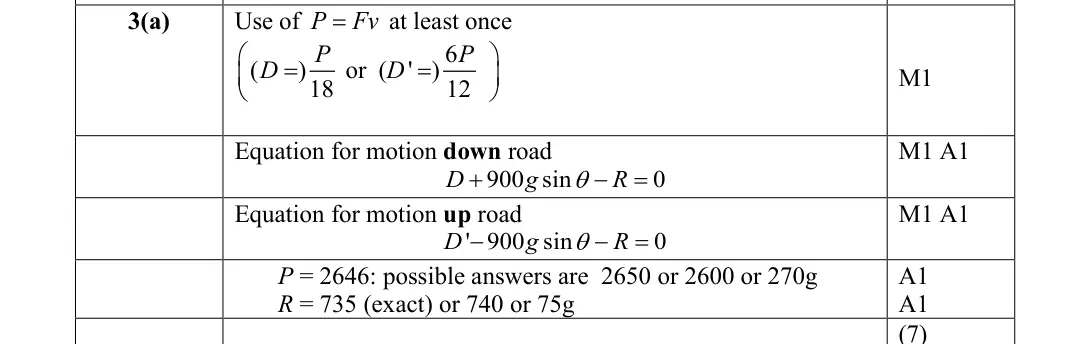 3(a) Use of P = Fv at least once
((D =) P/18 or (D' =) 6P/12) M1
Equation for motion down road M1 A1
D + 900g sin θ − R = 0
Equation for motion up road M1 A1
D'− 900g sin θ − R = 0
P = 2646: possible answers are 2650 or 2600 or 270g A1
R = 735 (exact) or 740 or 75g A1
(7)